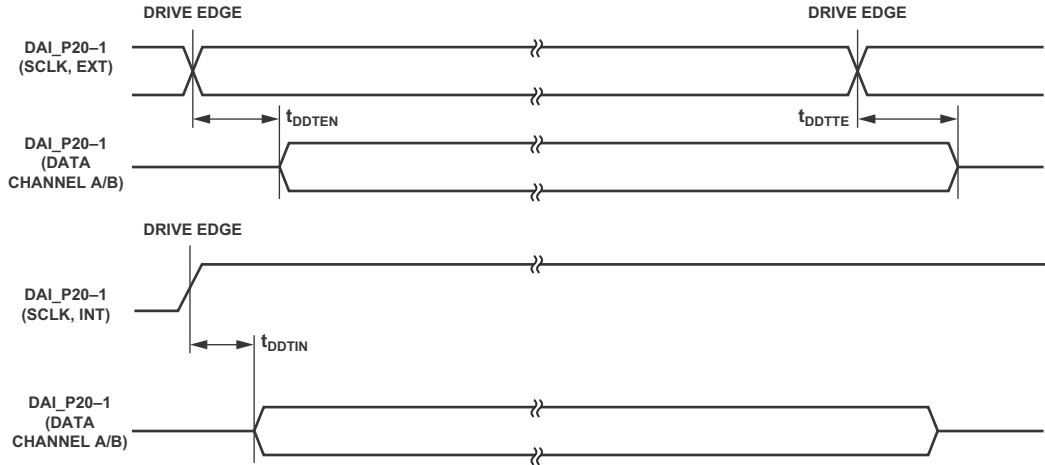 DRIVE EDGE
DRIVE EDGE
DAI_P20–1
(SCLK, EXT)
tDDTEN
tDDTTE
DAI_P20–1
(DATA
CHANNEL A/B)
DRIVE EDGE
DAI_P20–1
(SCLK, INT)
tDDTIN
DAI_P20–1
(DATA
CHANNEL A/B)